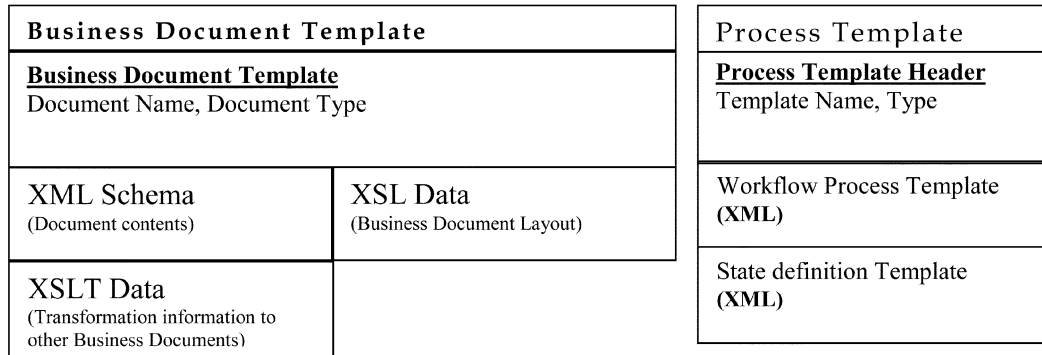 Business Document Template
Business Document Template
Document Name, Document Type
XML Schema
(Document contents)
XSL Data
(Business Document Layout)
XSLT Data
(Transformation information to
other Business Documents)
Process Template
Process Template Header
Template Name, Type
Workflow Process Template
(XML)
State definition Template
(XML)